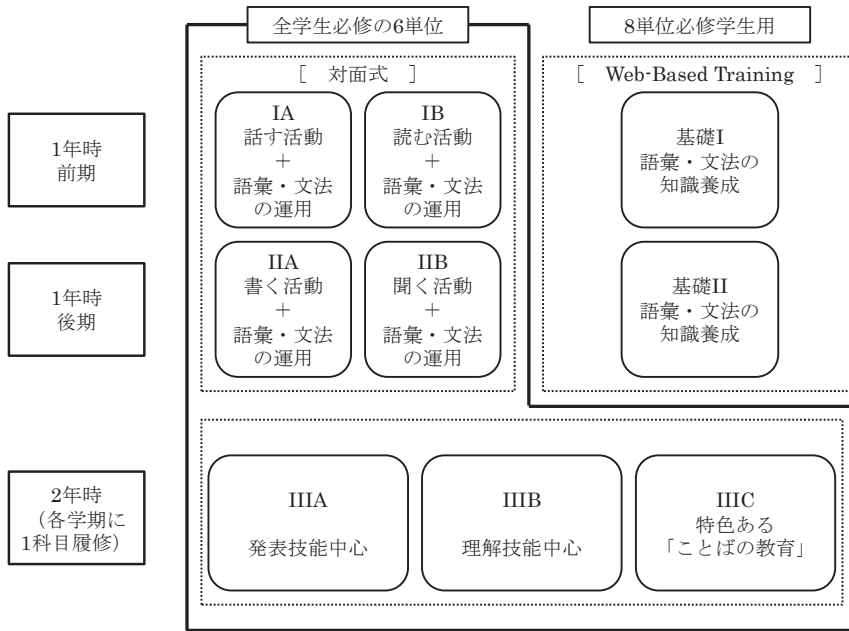 全学生必修の6単位
8単位必修学生用
[ 対面式 ]
[ Web-Based Training ]
1年時
前期
IA
話す活動
+
語彙・文法
の運用
IB
読む活動
+
語彙・文法
の運用
基礎I
語彙・文法の
知識養成
1年時
後期
IIA
書く活動
+
語彙・文法
の運用
IIB
聞く活動
+
語彙・文法
の運用
基礎II
語彙・文法の
知識養成
2年時
（各学期に
1科目履修）
IIIA
発表技能中心
IIIB
理解技能中心
IIIC
特色ある
「ことばの教育」